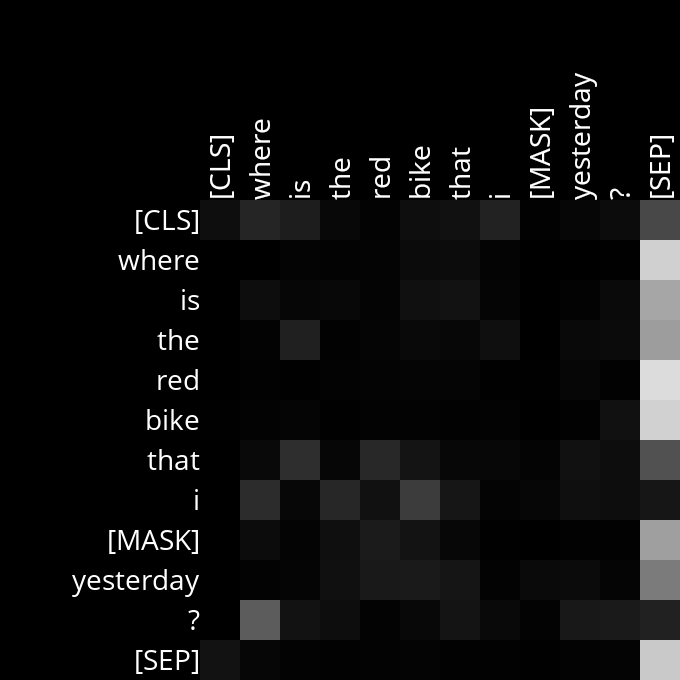 [CLS] where is the red bike that i [MASK] yesterday ? [SEP]
[CLS]
where
is
the
red
bike
that
i
[MASK]
yesterday
?
[SEP]